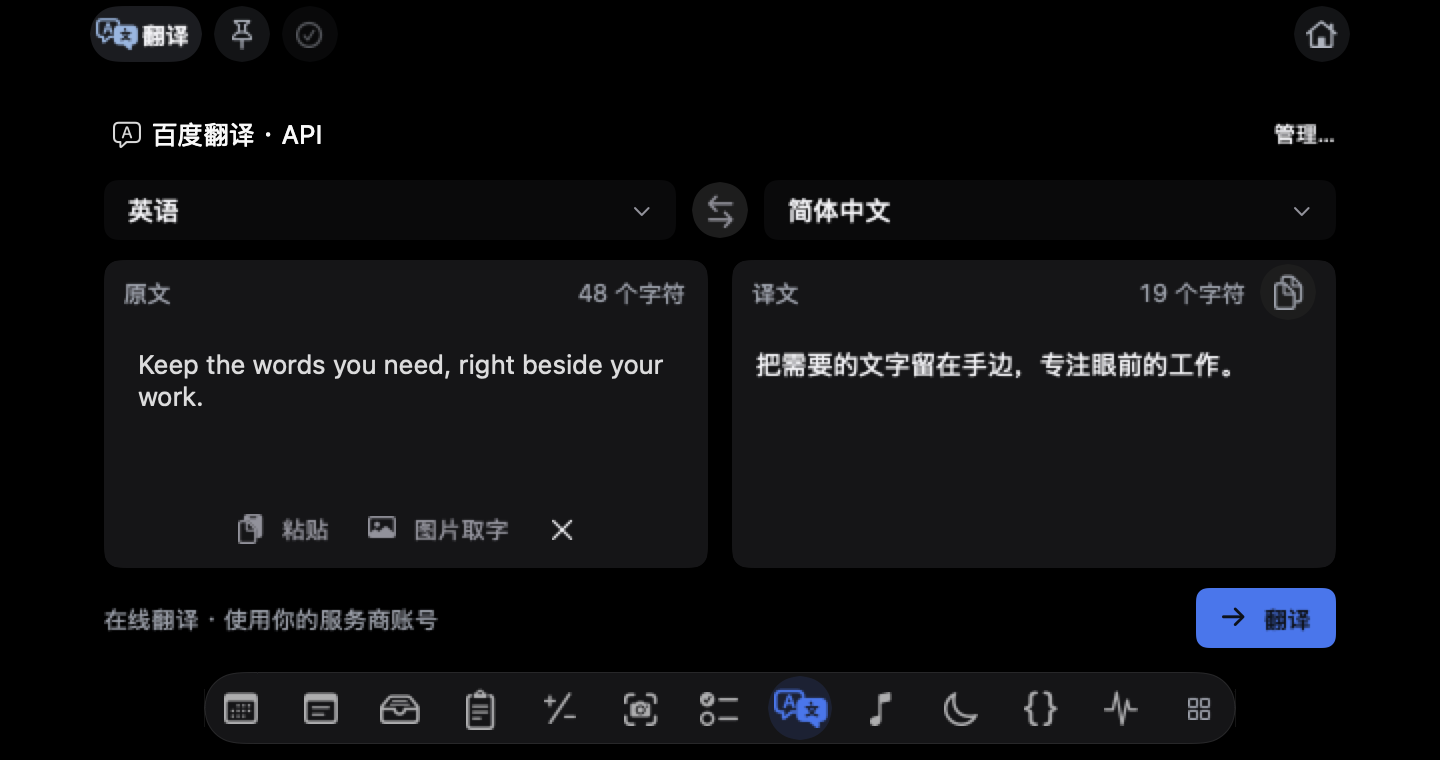 翻译
百度翻译 · API
管理...
英语
简体中文
原文
48 个字符
译文
19 个字符
Keep the words you need, right beside your
work.
把需要的文字留在手边，专注眼前的工作。
粘贴
图片取字
在线翻译 · 使用你的服务商账号
翻译